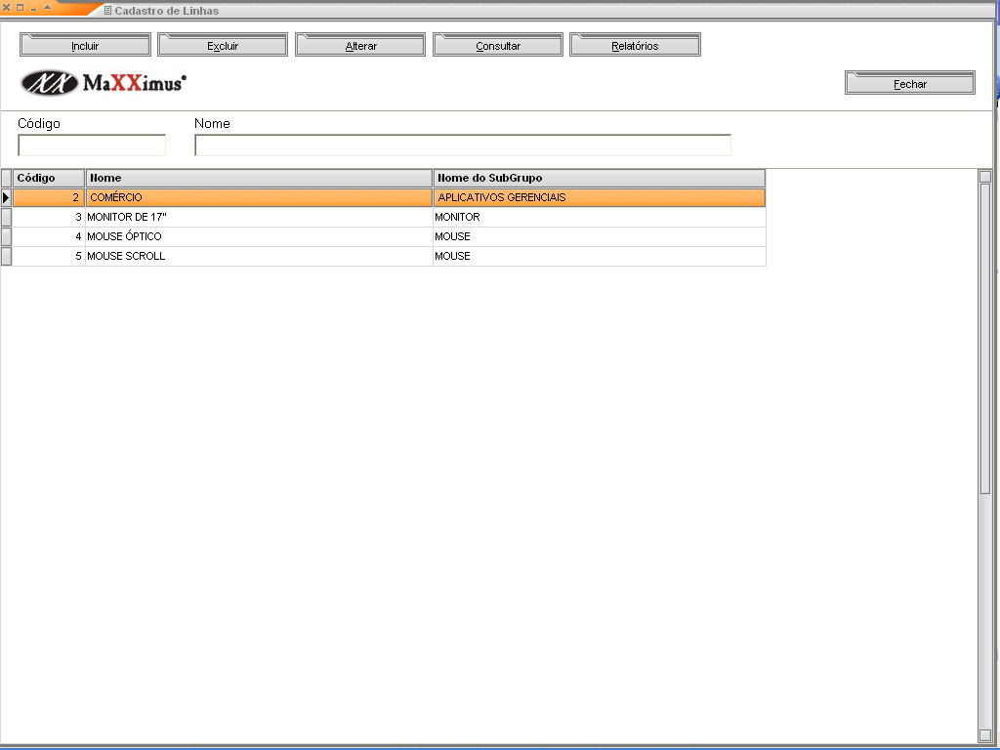 Cadastro de Linhas
Incluir Excluir Alterar Consultar Relatórios
XX MaXXimus®
Fechar
Código Nome
Código Nome Nome do SubGrupo
2 COMÉRCIO APLICATIVOS GERENCIAIS
3 MONITOR DE 17" MONITOR
4 MOUSE ÓPTICO MOUSE
5 MOUSE SCROLL MOUSE